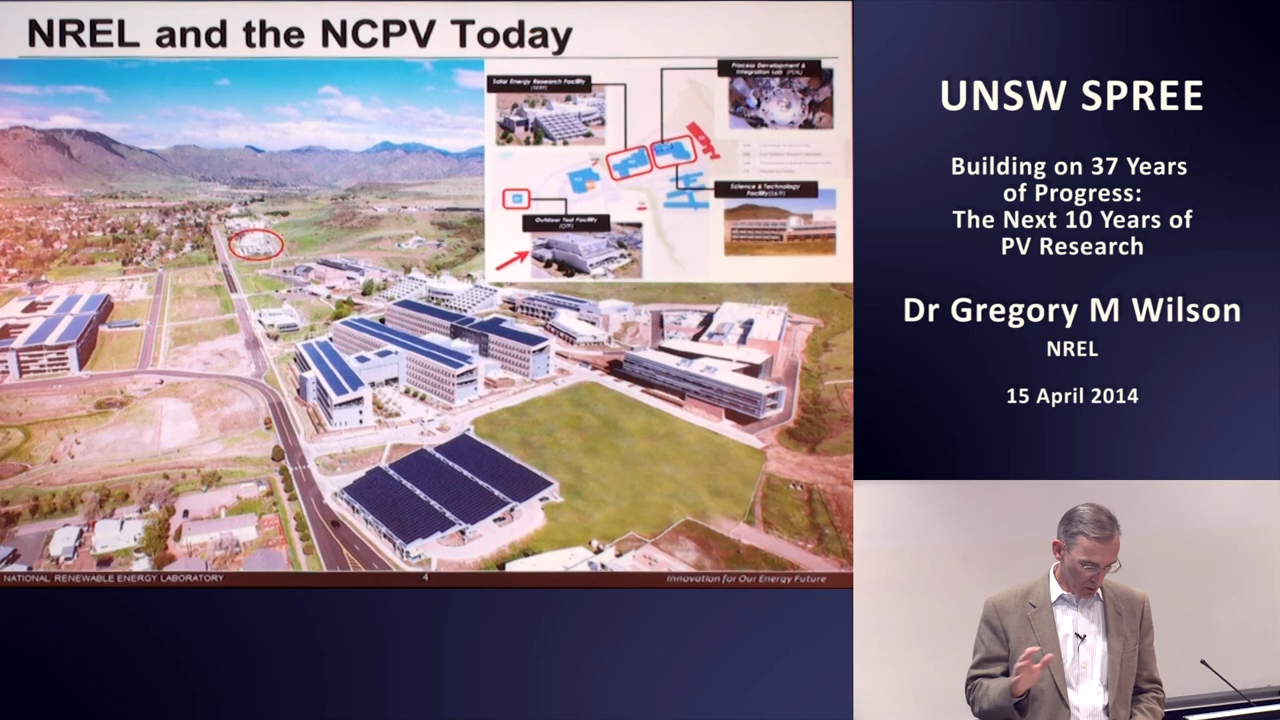 NREL and the NCPV Today
Solar Energy Research Facility
(SERF)
Process Development &
Integration Lab (PDIL)
Science & Technology
Facility(S&TF)
Outdoor Test Facility
(OTF)
NATIONAL RENEWABLE ENERGY LABORATORY
4
Innovation for Our Energy Future
UNSW SPREE
Building on 37 Years
of Progress:
The Next 10 Years of
PV Research
Dr Gregory M Wilson
NREL
15 April 2014